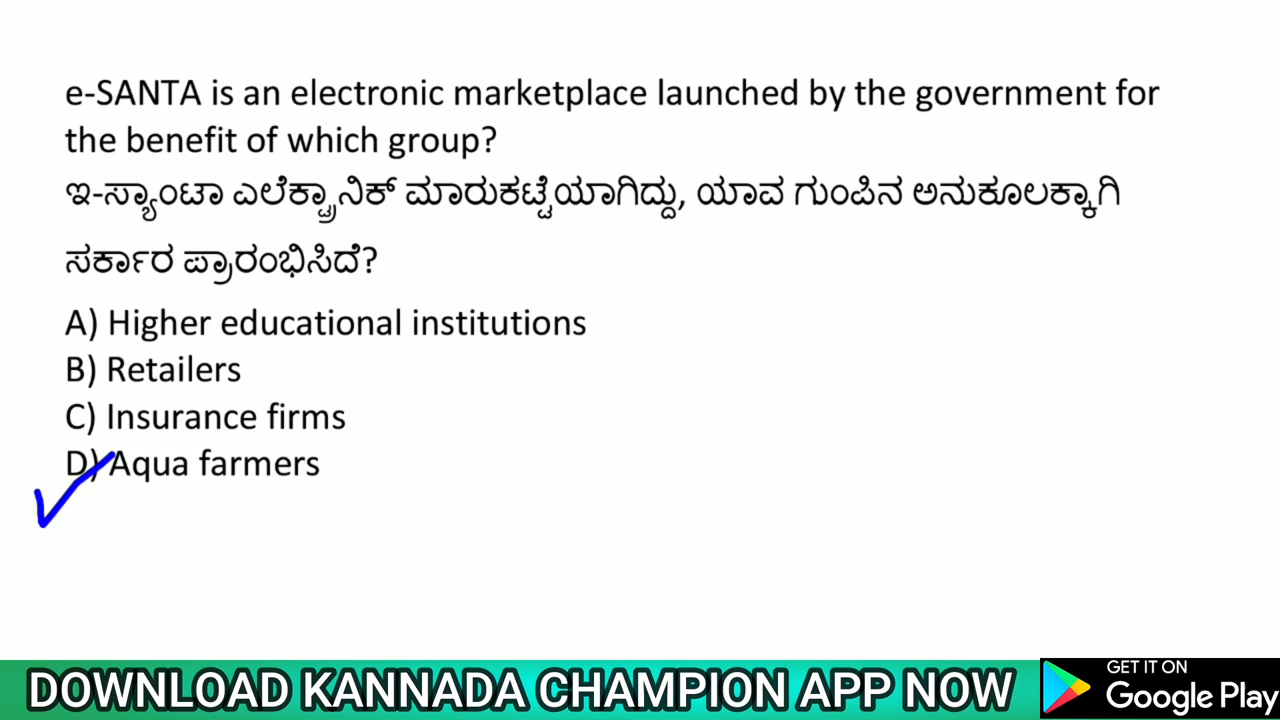 e-SANTA is an electronic marketplace launched by the government for
the benefit of which group?
ಇ-ಸ್ಯಾಂಟಾ ಎಲೆಕ್ಟ್ರಾನಿಕ್ ಮಾರುಕಟ್ಟೆಯಾಗಿದ್ದು, ಯಾವ ಗುಂಪಿನ ಅನುಕೂಲಕ್ಕಾಗಿ
ಸರ್ಕಾರ ಪ್ರಾರಂಭಿಸಿದೆ?
A) Higher educational institutions
B) Retailers
C) Insurance firms
D) Aqua farmers
DOWNLOAD KANNADA CHAMPION APP NOW
GET IT ON
Google Play